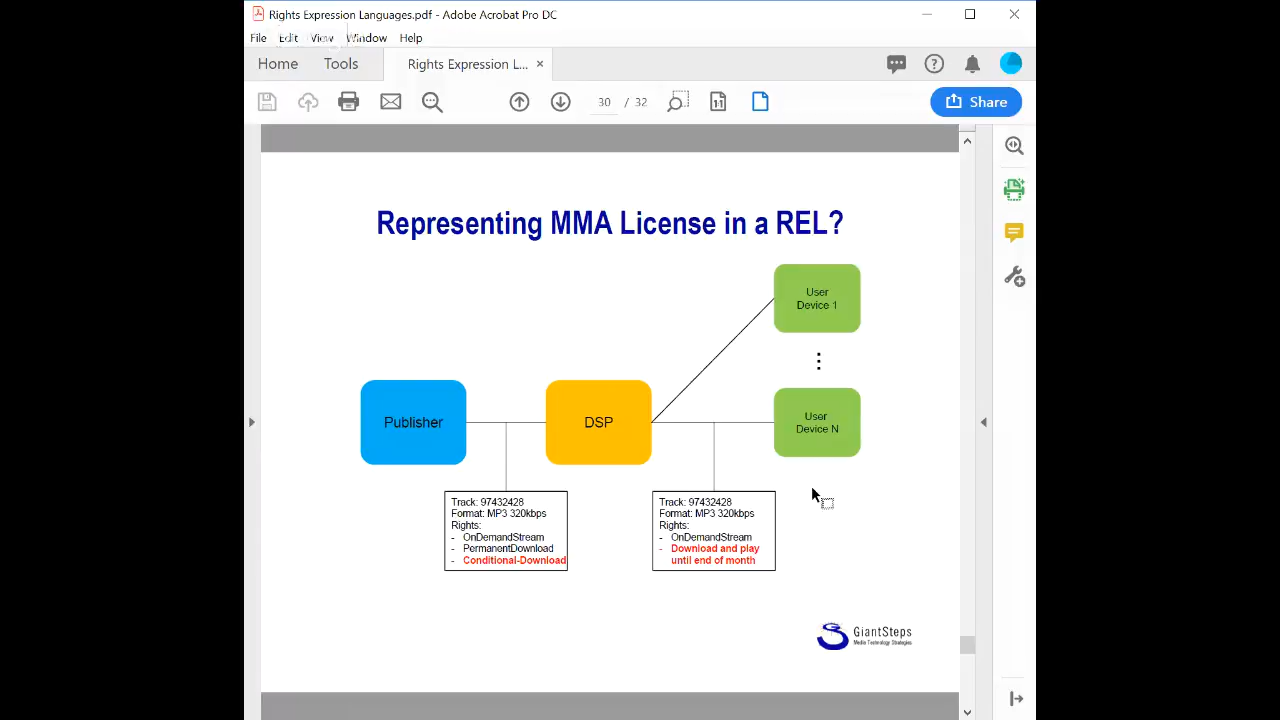 Rights Expression Languages.pdf - Adobe Acrobat Pro DC
File Edit View Window Help
Home Tools Rights Expression L... ×
30 / 32
Share
Representing MMA License in a REL?
User
Device 1
User
Device N
Publisher
DSP
Track: 97432428
Format: MP3 320kbps
Rights:
- OnDemandStream
- PermanentDownload
- Conditional-Download
Track: 97432428
Format: MP3 320kbps
Rights:
- OnDemandStream
- Download and play
until end of month
GiantSteps
Media Technology Strategies